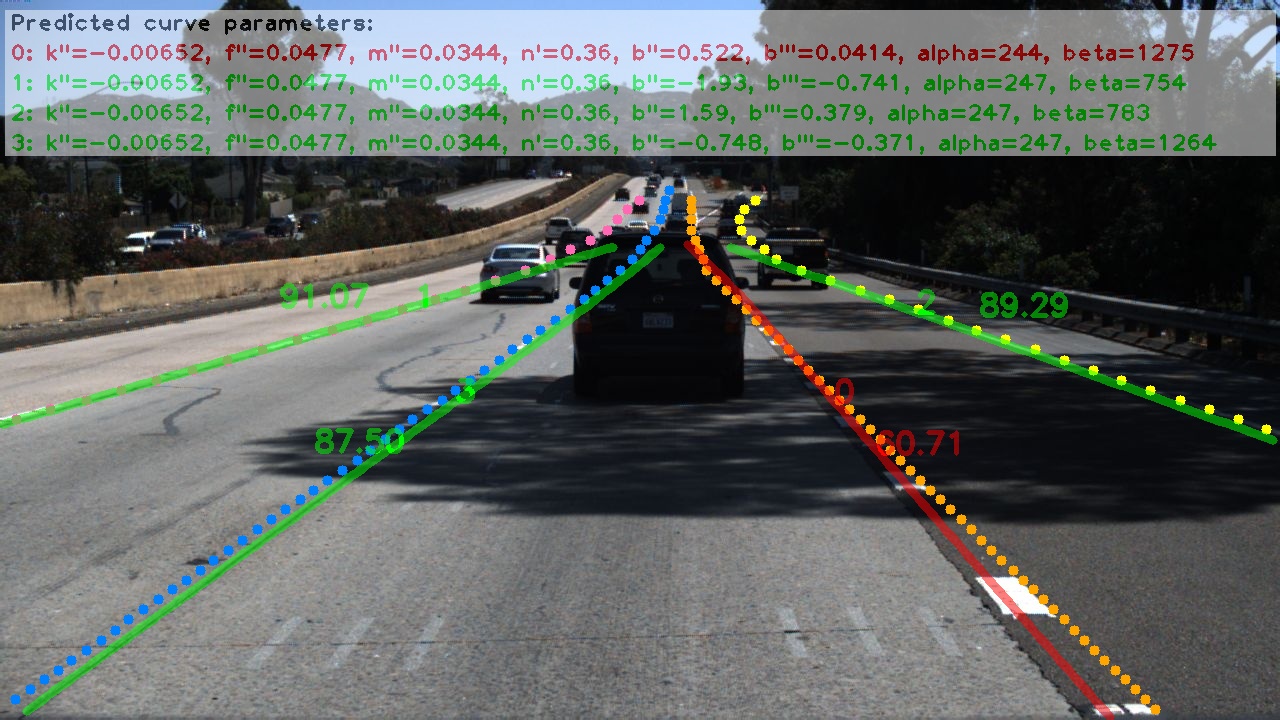 Predicted curve parameters:
0: k''=-0.00652, f''=0.0477, m''=0.0344, n'=0.36, b''=0.522, b'''=0.0414, alpha=244, beta=1275
1: k''=-0.00652, f''=0.0477, m''=0.0344, n'=0.36, b''=-1.93, b'''=-0.741, alpha=247, beta=754
2: k''=-0.00652, f''=0.0477, m''=0.0344, n'=0.36, b''=1.59, b'''=0.379, alpha=247, beta=783
3: k''=-0.00652, f''=0.0477, m''=0.0344, n'=0.36, b''=-0.748, b'''=-0.371, alpha=247, beta=1264
91.07 1 2 89.29
3 0
87.50 60.71